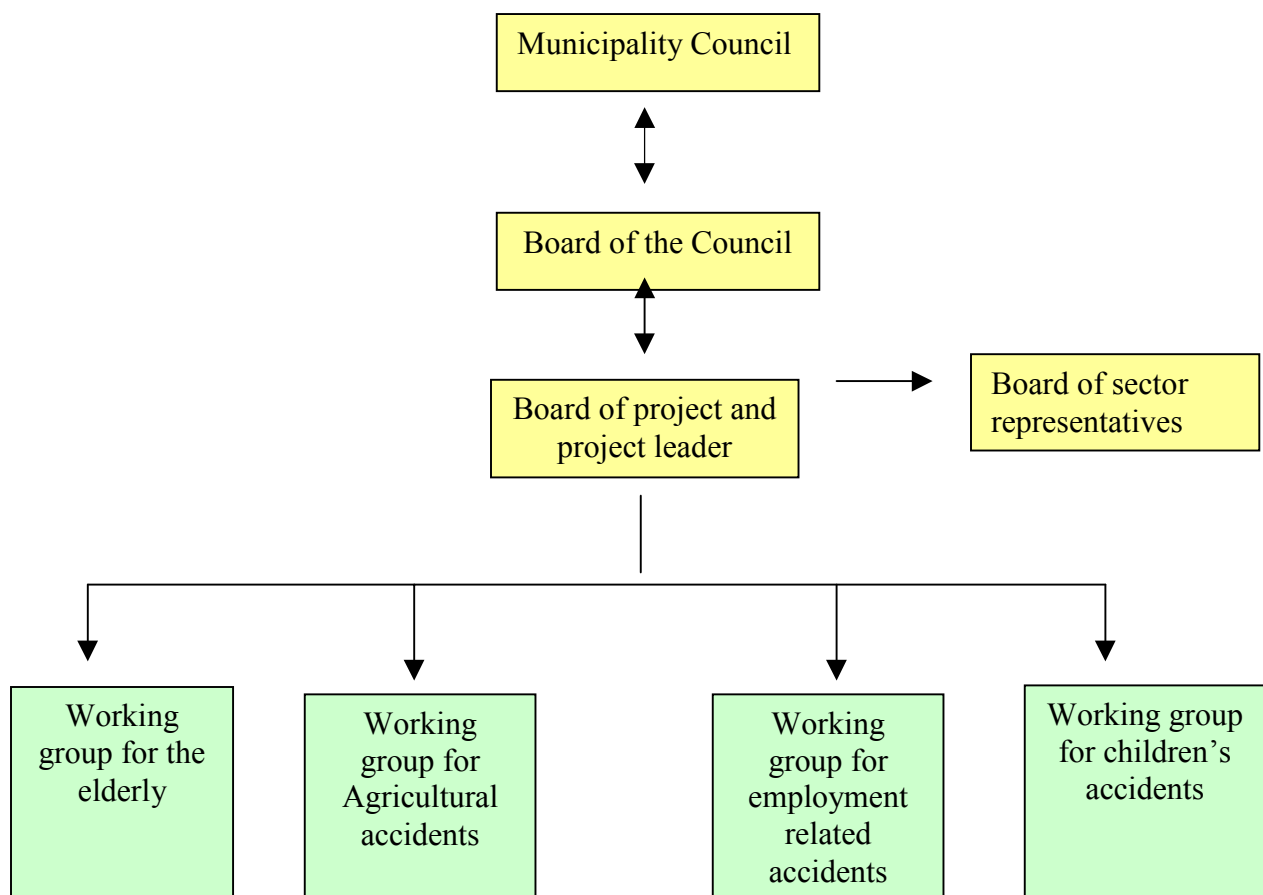 Municipality Council
Board of the Council
Board of project and
project leader
Board of sector
representatives
Working
group for the
elderly
Working
group for
Agricultural
accidents
Working
group for
employment
related
accidents
Working group
for children’s
accidents